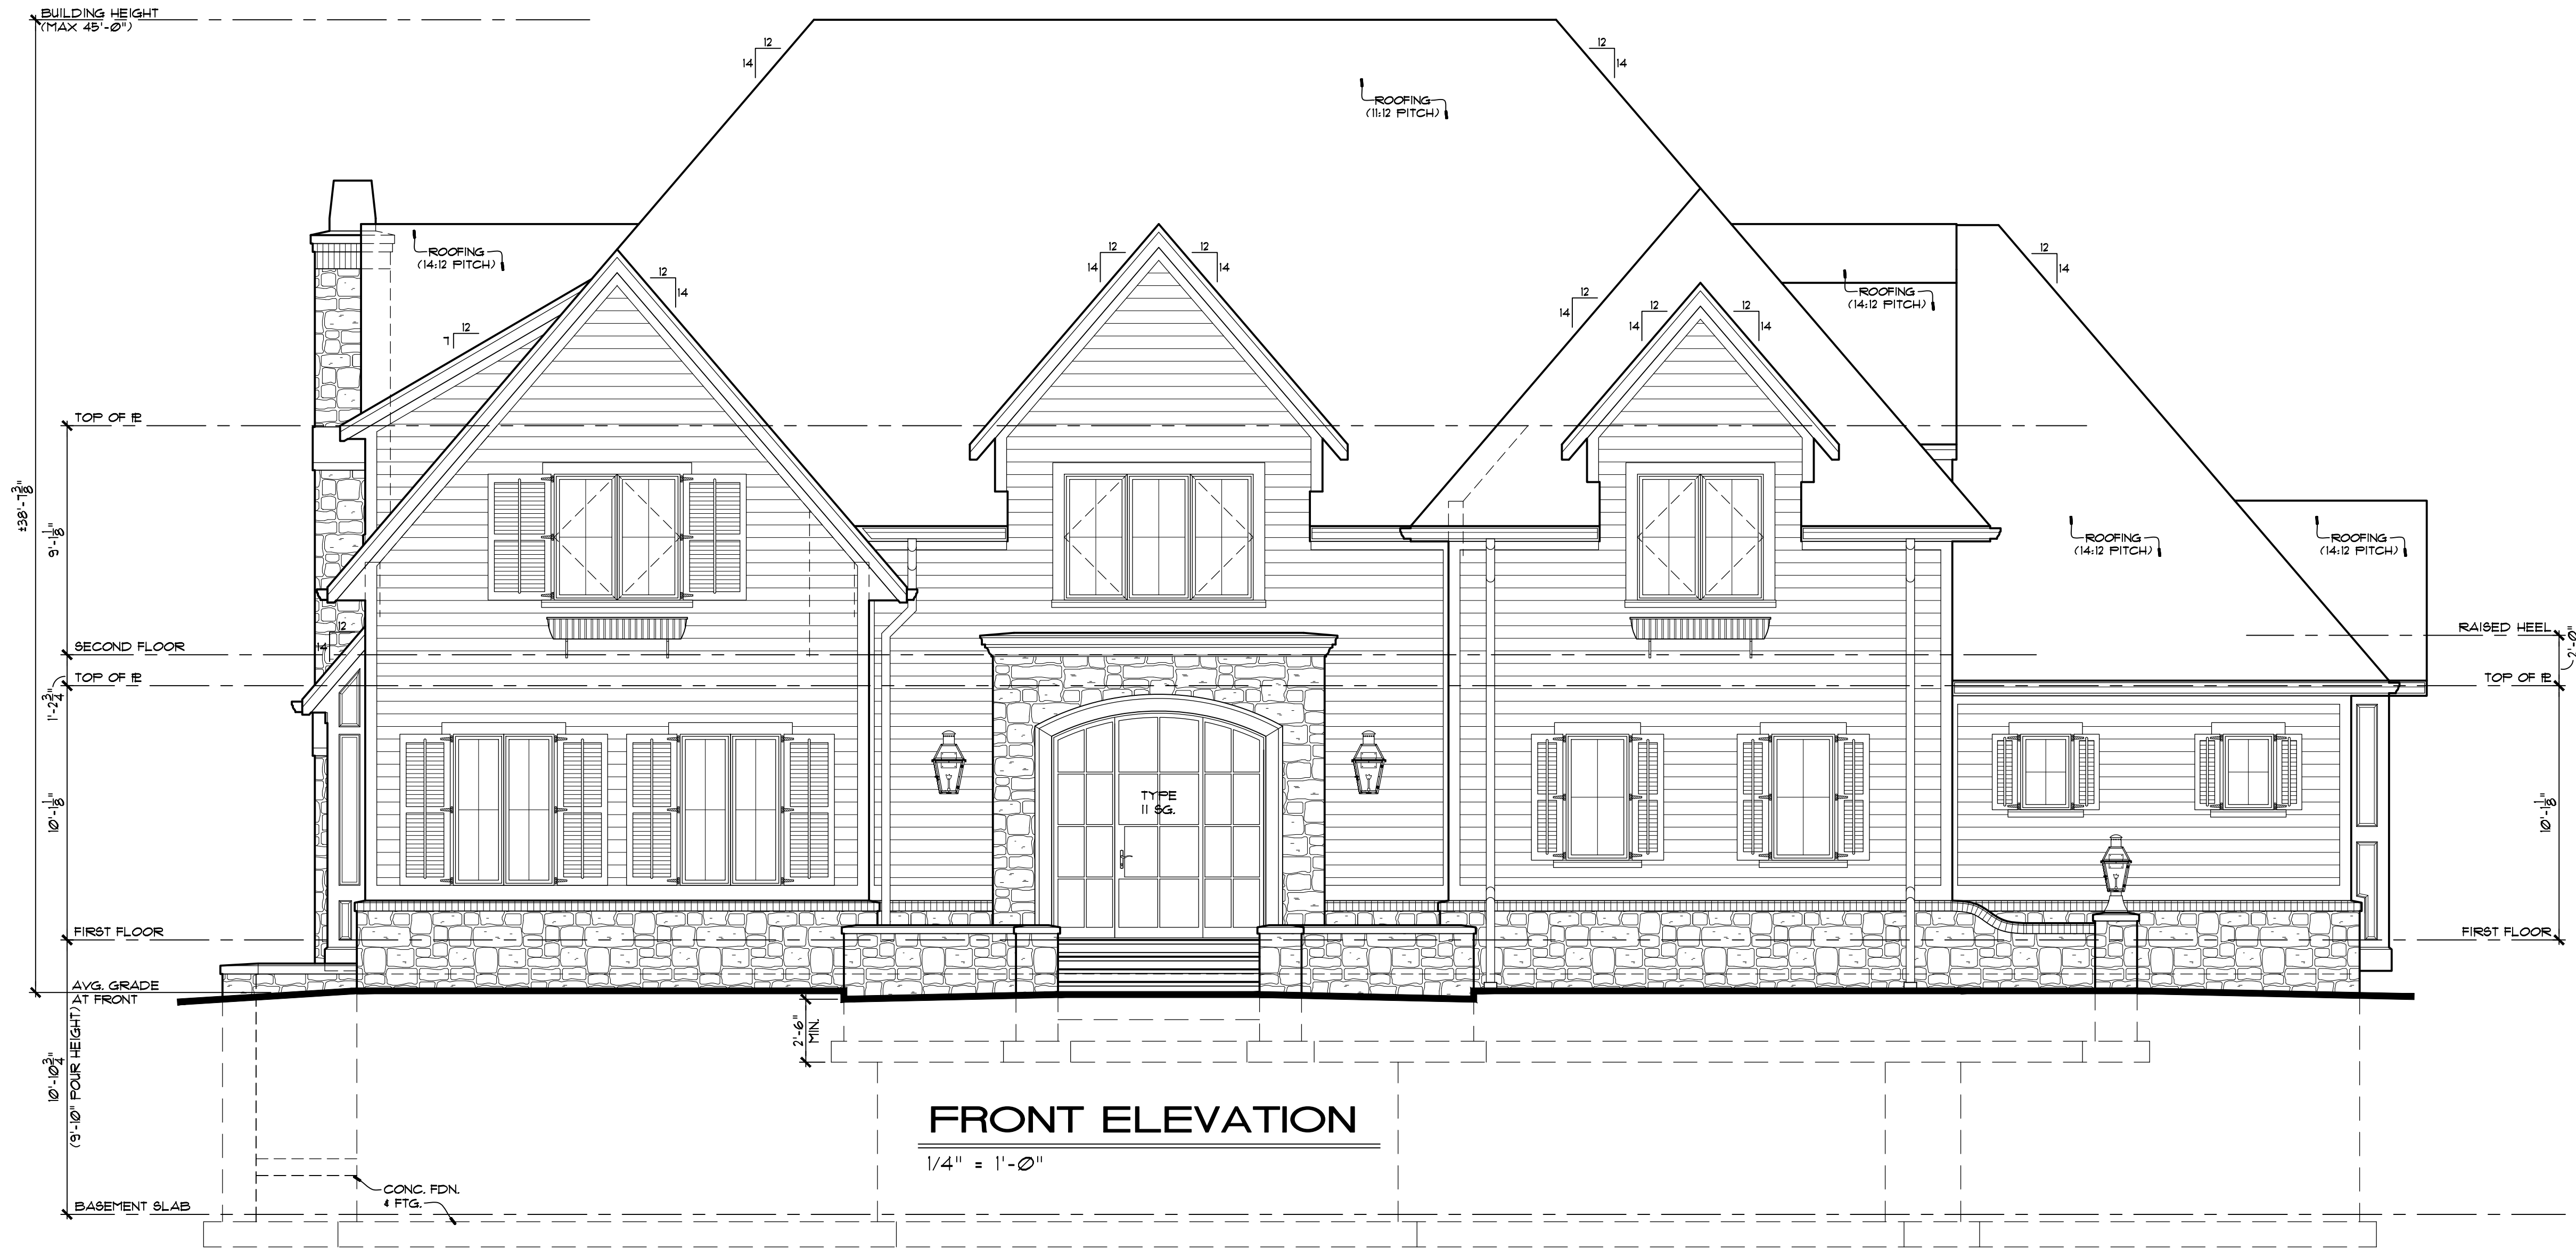 BUILDING HEIGHT
(MAX 45'-0")
12
14
12
14
ROOFING
(11:12 PITCH)
ROOFING
(14:12 PITCH)
12
14
12
14
12
14
12
14
ROOFING
(14:12 PITCH)
12
14
12
14
12
14
12
7
TOP OF PL
±38'-7 3/8"
9'-1 1/8"
ROOFING
(14:12 PITCH)
ROOFING
(14:12 PITCH)
12
14
SECOND FLOOR
RAISED HEEL
2'-0"
TOP OF PL
TOP OF PL
1'-2 3/4"
10'-1 1/8"
TYPE
11 SG.
10'-1 1/8"
FIRST FLOOR
FIRST FLOOR
AVG. GRADE
AT FRONT
2'-6"
MIN.
10'-10 3/4"
(9'-10" POUR HEIGHT)
FRONT ELEVATION
1/4" = 1'-0"
CONC. FDN.
& FTG.
BASEMENT SLAB